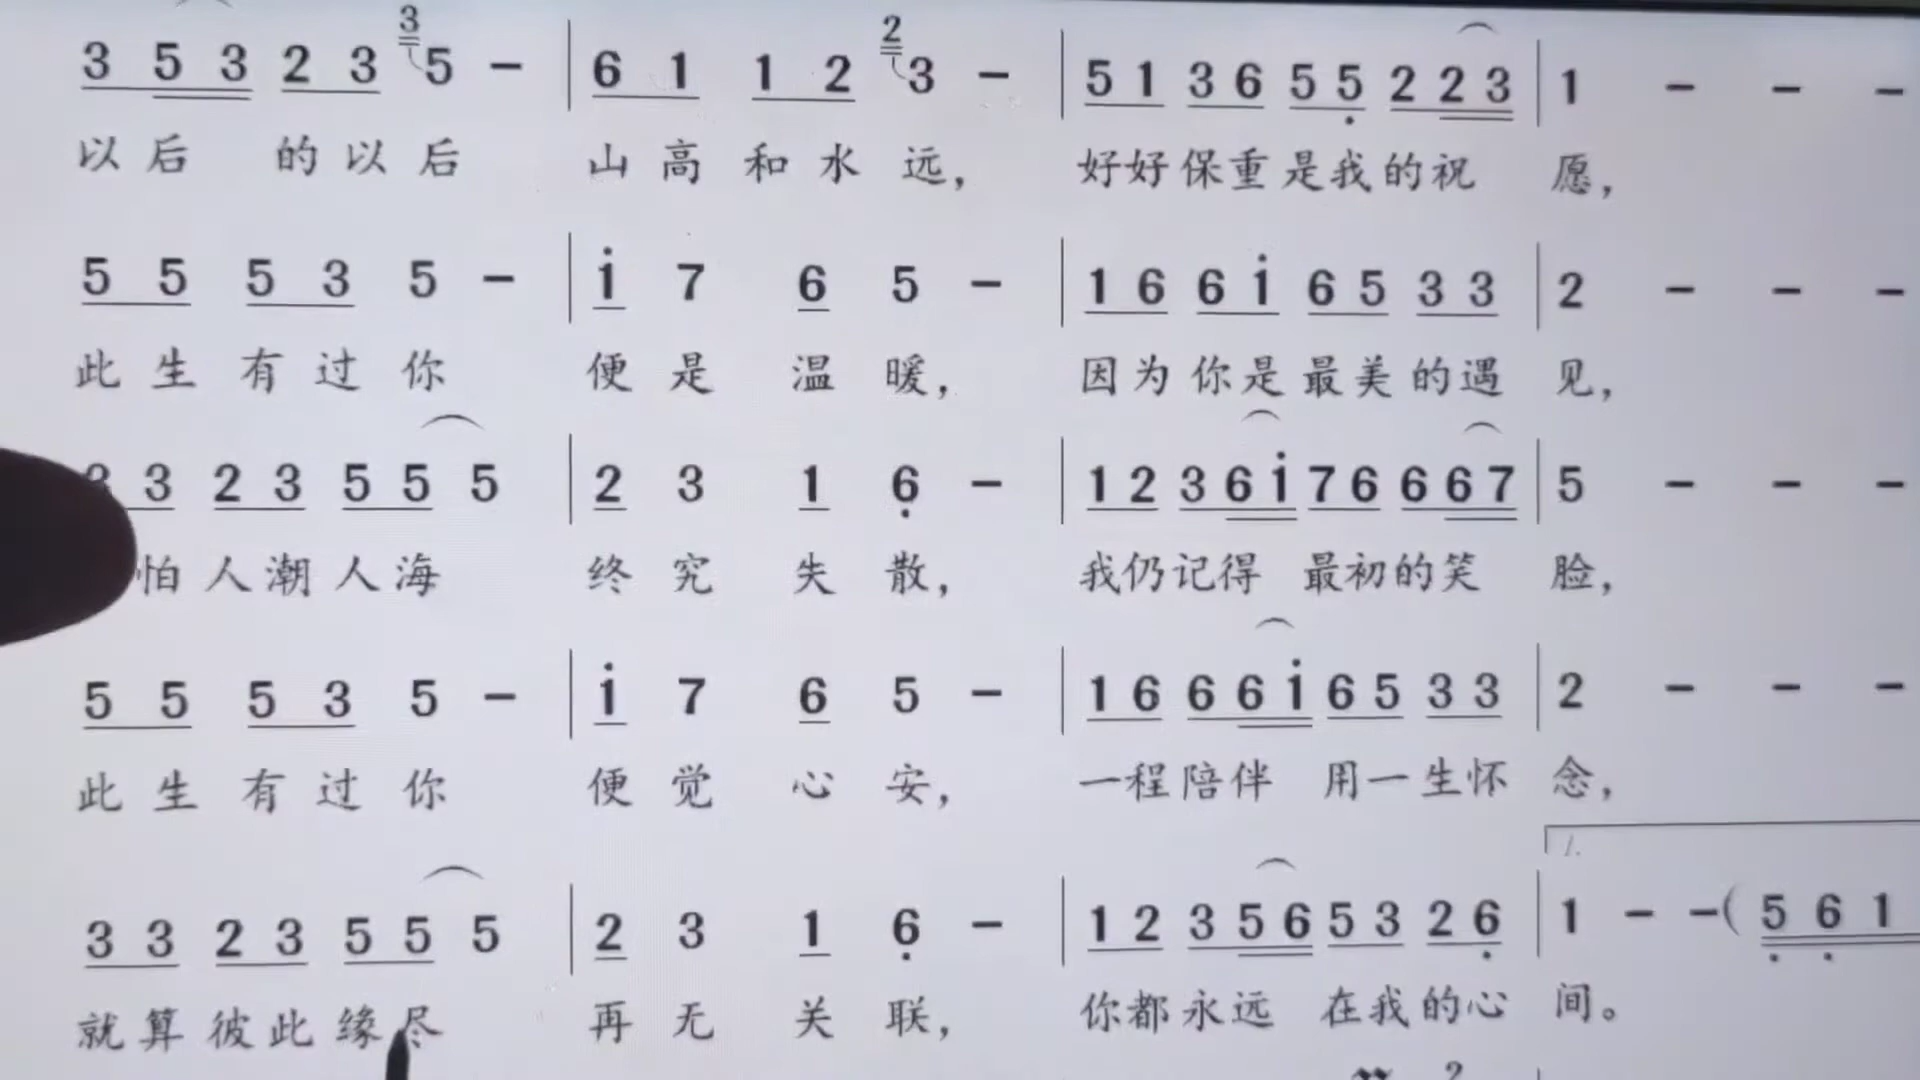 3 5 3 2 3 3 5 - | 6 1 1 2 2 3 - | 5 1 3 6 5 5 2 2 3 | 1 - - -
以后 的以后 山高和水远, 好好保重是我的祝 愿,
5 5 5 3 5 - | 1 7 6 5 - | 1 6 6 1 6 5 3 3 | 2 - - -
此生有过你 便是温暖, 因为你是最美的遇 见,
3 2 3 5 5 5 | 2 3 1 6 - | 1 2 3 6 1 7 6 6 6 7 | 5 - - -
怕人潮人海 终究失散, 我仍记得 最初的笑 脸,
5 5 5 3 5 - | 1 7 6 5 - | 1 6 6 6 1 6 5 3 3 | 2 - - -
此生有过你 便觉心安, 一程陪伴 用一生怀 念,
1.
3 3 2 3 5 5 5 | 2 3 1 6 - | 1 2 3 5 6 5 3 2 6 | 1 - - ( 5 6 1
就算彼此缘尽 再无关联, 你都永远 在我的心 间。
2